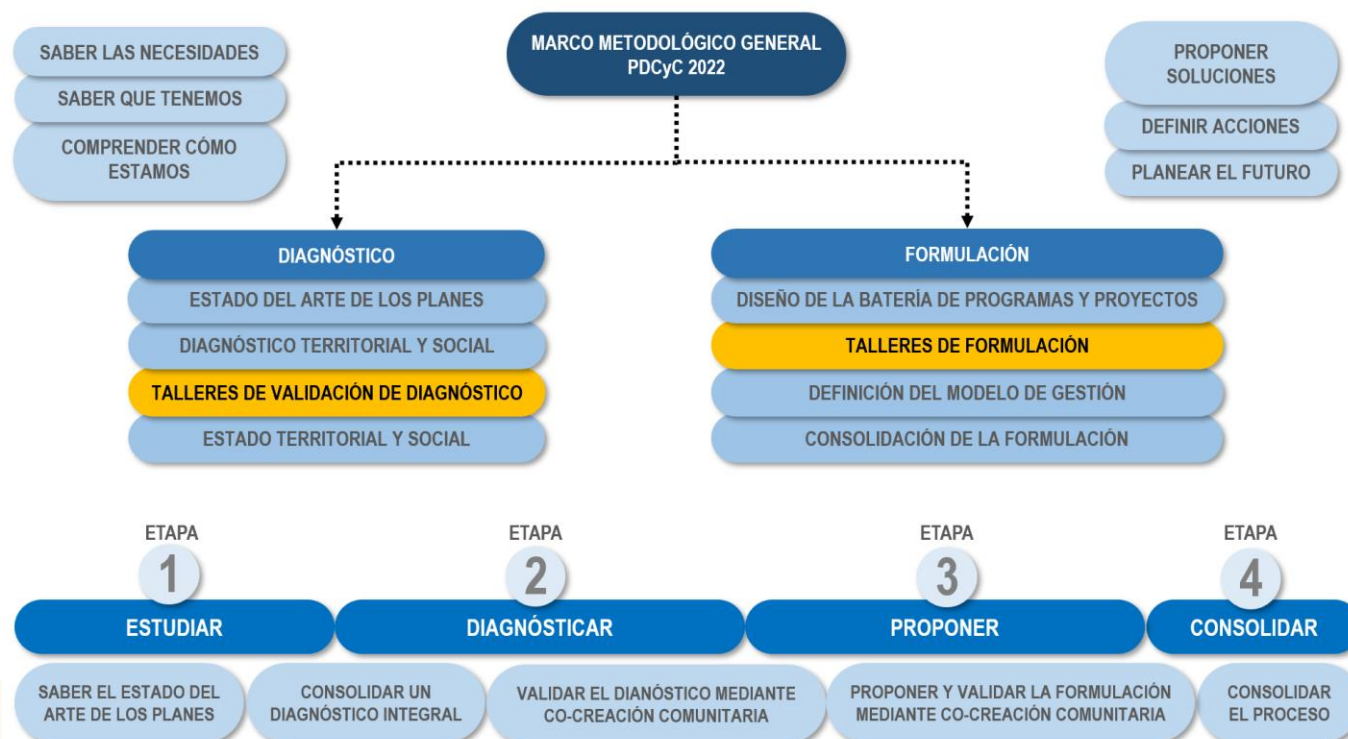 SABER LAS NECESIDADES
SABER QUE TENEMOS
COMPRENDER CÓMO
ESTAMOS
MARCO METODOLÓGICO GENERAL
PDCyC 2022
PROPONER
SOLUCIONES
DEFINIR ACCIONES
PLANEAR EL FUTURO
DIAGNÓSTICO
ESTADO DEL ARTE DE LOS PLANES
DIAGNÓSTICO TERRITORIAL Y SOCIAL
TALLERES DE VALIDACIÓN DE DIAGNÓSTICO
ESTADO TERRITORIAL Y SOCIAL
FORMULACIÓN
DISEÑO DE LA BATERÍA DE PROGRAMAS Y PROYECTOS
TALLERES DE FORMULACIÓN
DEFINICIÓN DEL MODELO DE GESTIÓN
CONSOLIDACIÓN DE LA FORMULACIÓN
ETAPA
1
ESTUDIAR
ETAPA
2
DIAGNÓSTICAR
ETAPA
3
PROPONER
ETAPA
4
CONSOLIDAR
SABER EL ESTADO DEL
ARTE DE LOS PLANES
CONSOLIDAR UN
DIAGNÓSTICO INTEGRAL
VALIDAR EL DIANÓSTICO MEDIANTE
CO-CREACIÓN COMUNITARIA
PROPONER Y VALIDAR LA FORMULACIÓN
MEDIANTE CO-CREACIÓN COMUNITARIA
CONSOLIDAR
EL PROCESO